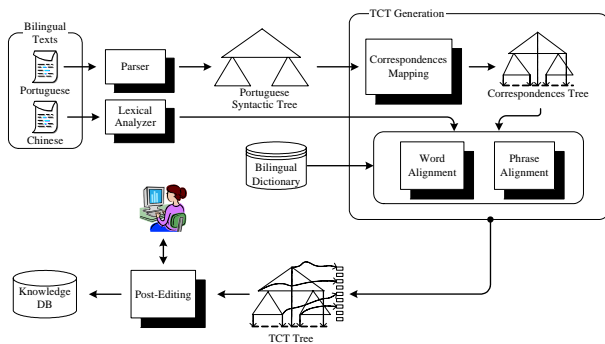 Bilingual
Texts
Portuguese
Chinese
Parser
Lexical
Analyzer
Portuguese
Syntactic Tree
TCT Generation
Correspondences
Mapping
Correspondences Tree
Bilingual
Dictionary
Word
Alignment
Phrase
Alignment
Knowledge
DB
Post-Editing
TCT Tree